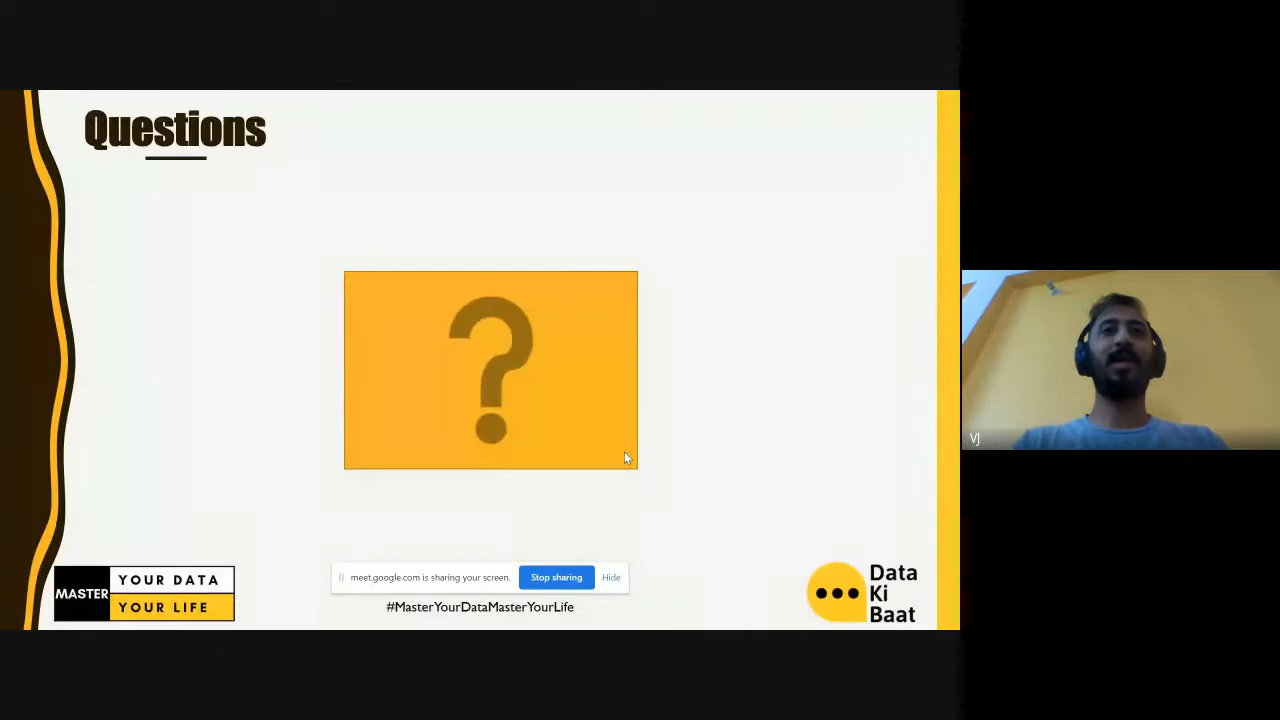 Questions
?
MASTER
YOUR DATA
YOUR LIFE
meet.google.com is sharing your screen.
Stop sharing
Hide
#MasterYourDataMasterYourLife
Data
Ki
Baat
VJ